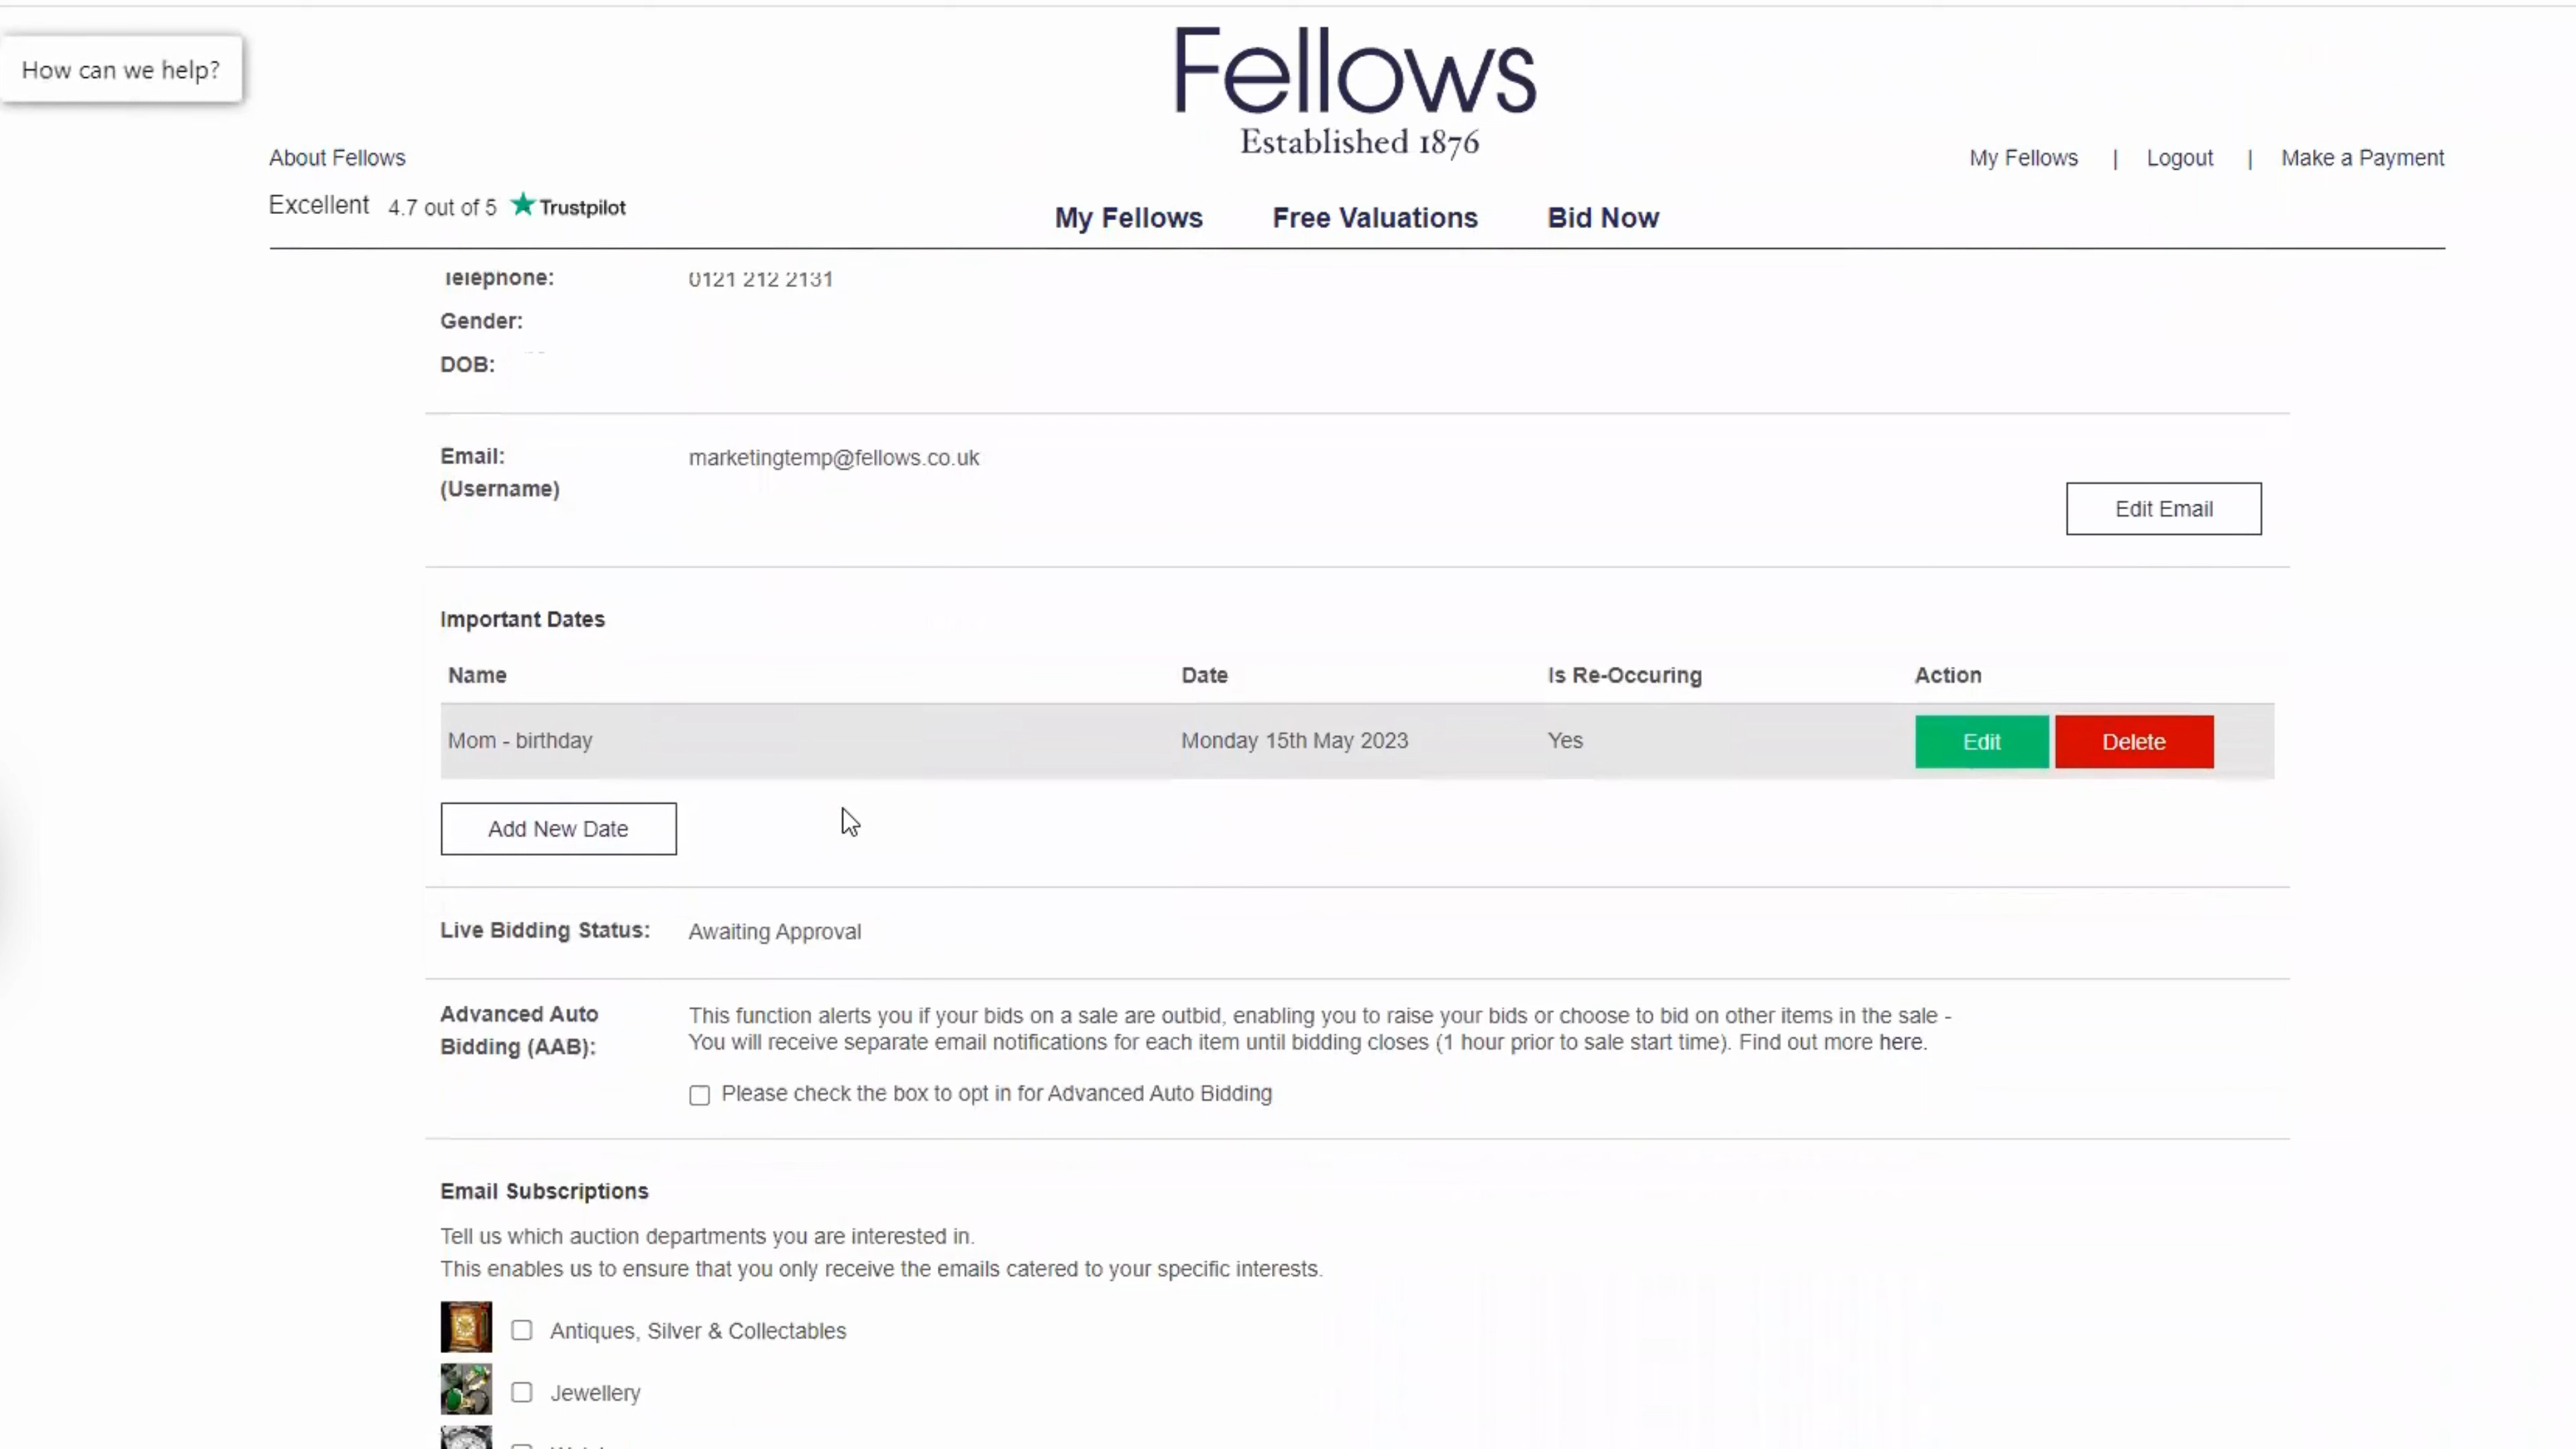 How can we help?
Fellows
Established 1876
About Fellows
My Fellows | Logout | Make a Payment
Excellent 4.7 out of 5 Trustpilot
My Fellows Free Valuations Bid Now
Telephone: 0121 212 2131
Gender:
DOB:
Email: marketingtemp@fellows.co.uk
(Username)
Edit Email
Important Dates
Name Date Is Re-Occuring Action
Mom - birthday Monday 15th May 2023 Yes Edit Delete
Add New Date
Live Bidding Status: Awaiting Approval
Advanced Auto This function alerts you if your bids on a sale are outbid, enabling you to raise your bids or choose to bid on other items in the sale -
Bidding (AAB): You will receive separate email notifications for each item until bidding closes (1 hour prior to sale start time). Find out more here.
Please check the box to opt in for Advanced Auto Bidding
Email Subscriptions
Tell us which auction departments you are interested in.
This enables us to ensure that you only receive the emails catered to your specific interests.
Antiques, Silver & Collectables
Jewellery